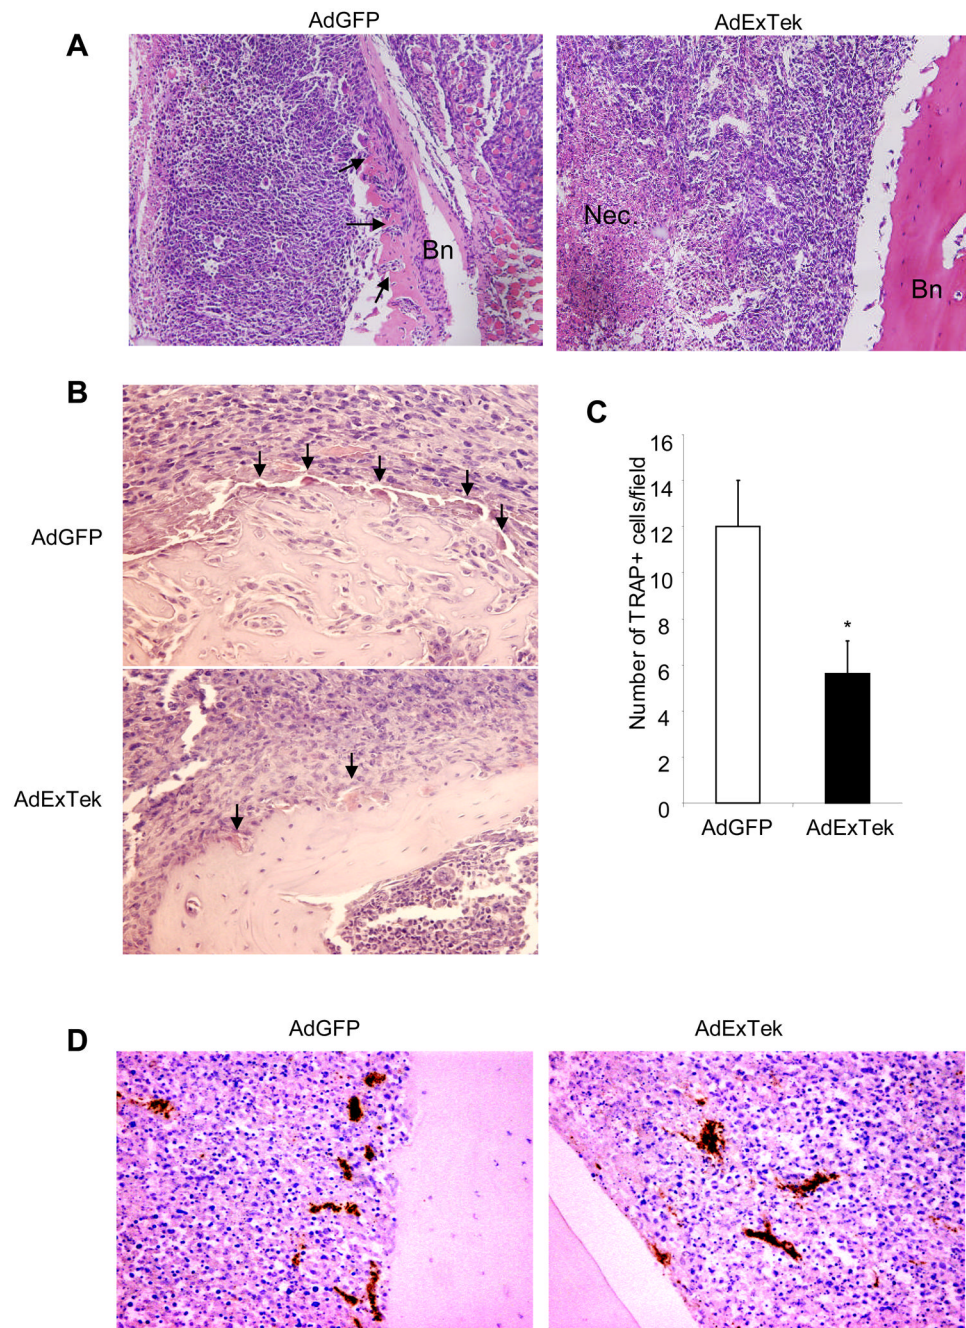 AdGFP
AdExTek
A
Nec.
Bn
Bn
B
AdGFP
AdExTek
C
Number of TRAP+ cells/field
16
14
12
10
8
6
4
2
0
*
AdGFP
AdExTek
D
AdGFP
AdExTek